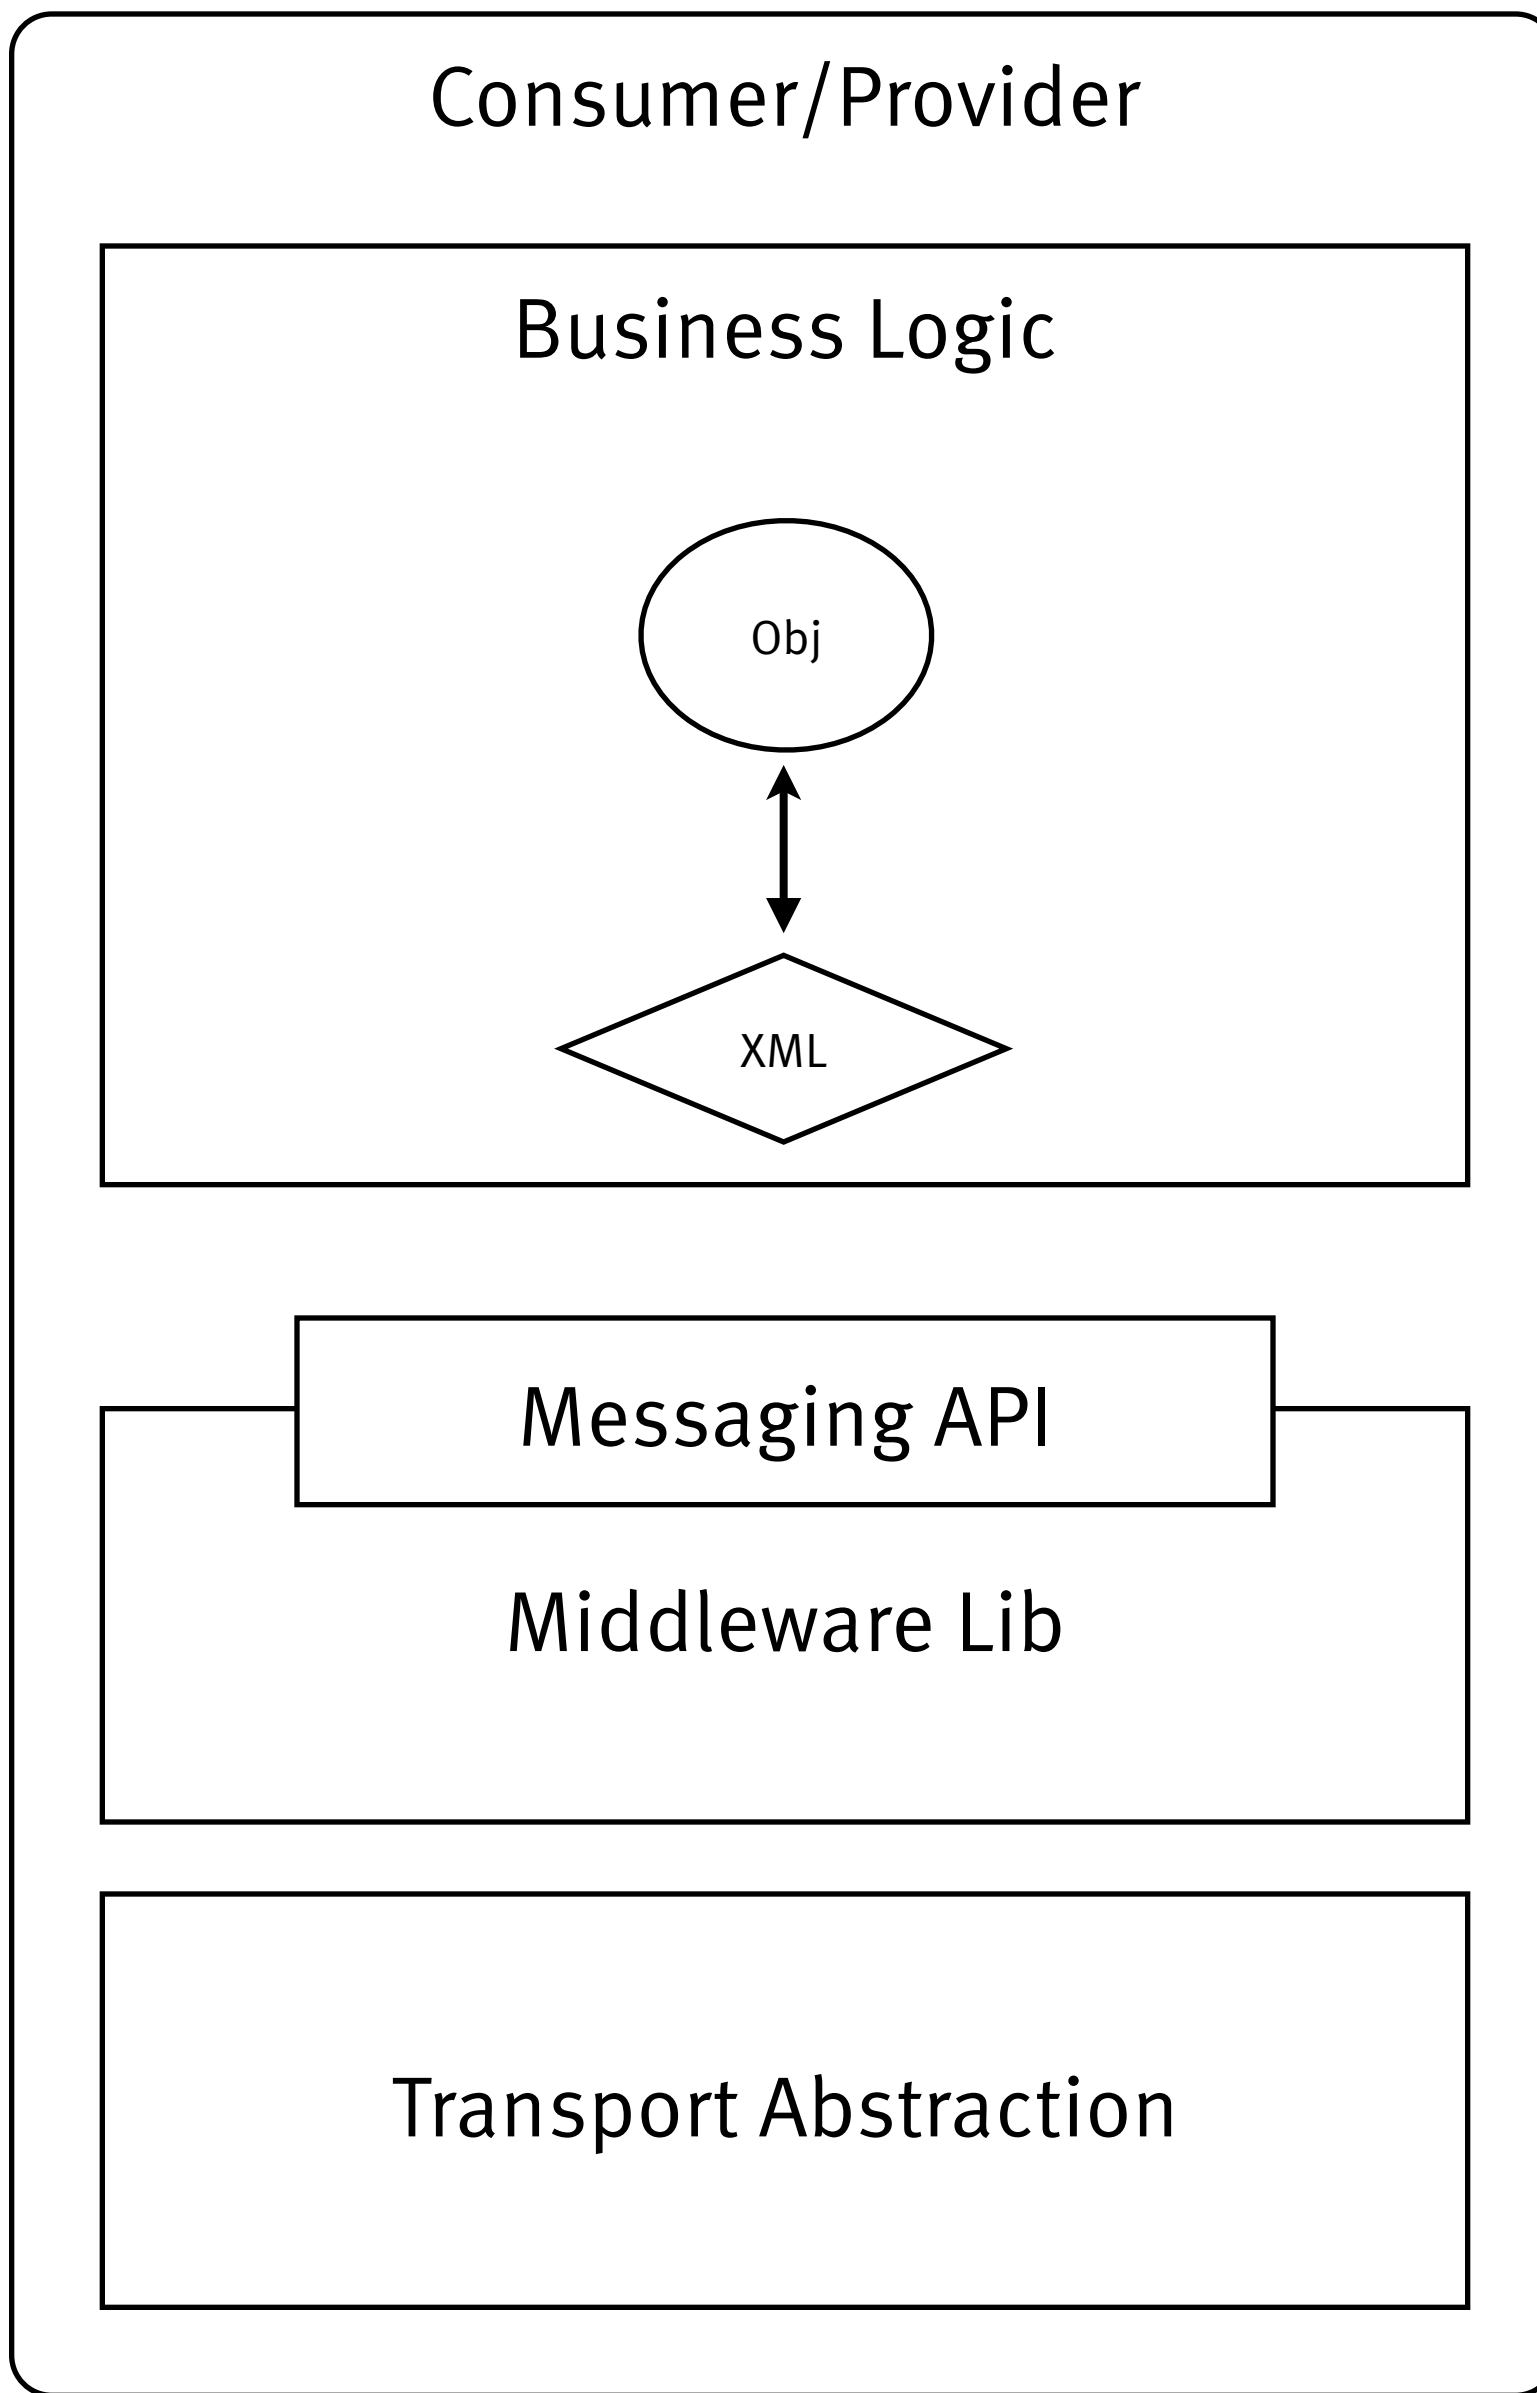 Consumer/Provider
Business Logic
Obj
XML
Messaging API
Middleware Lib
Transport Abstraction